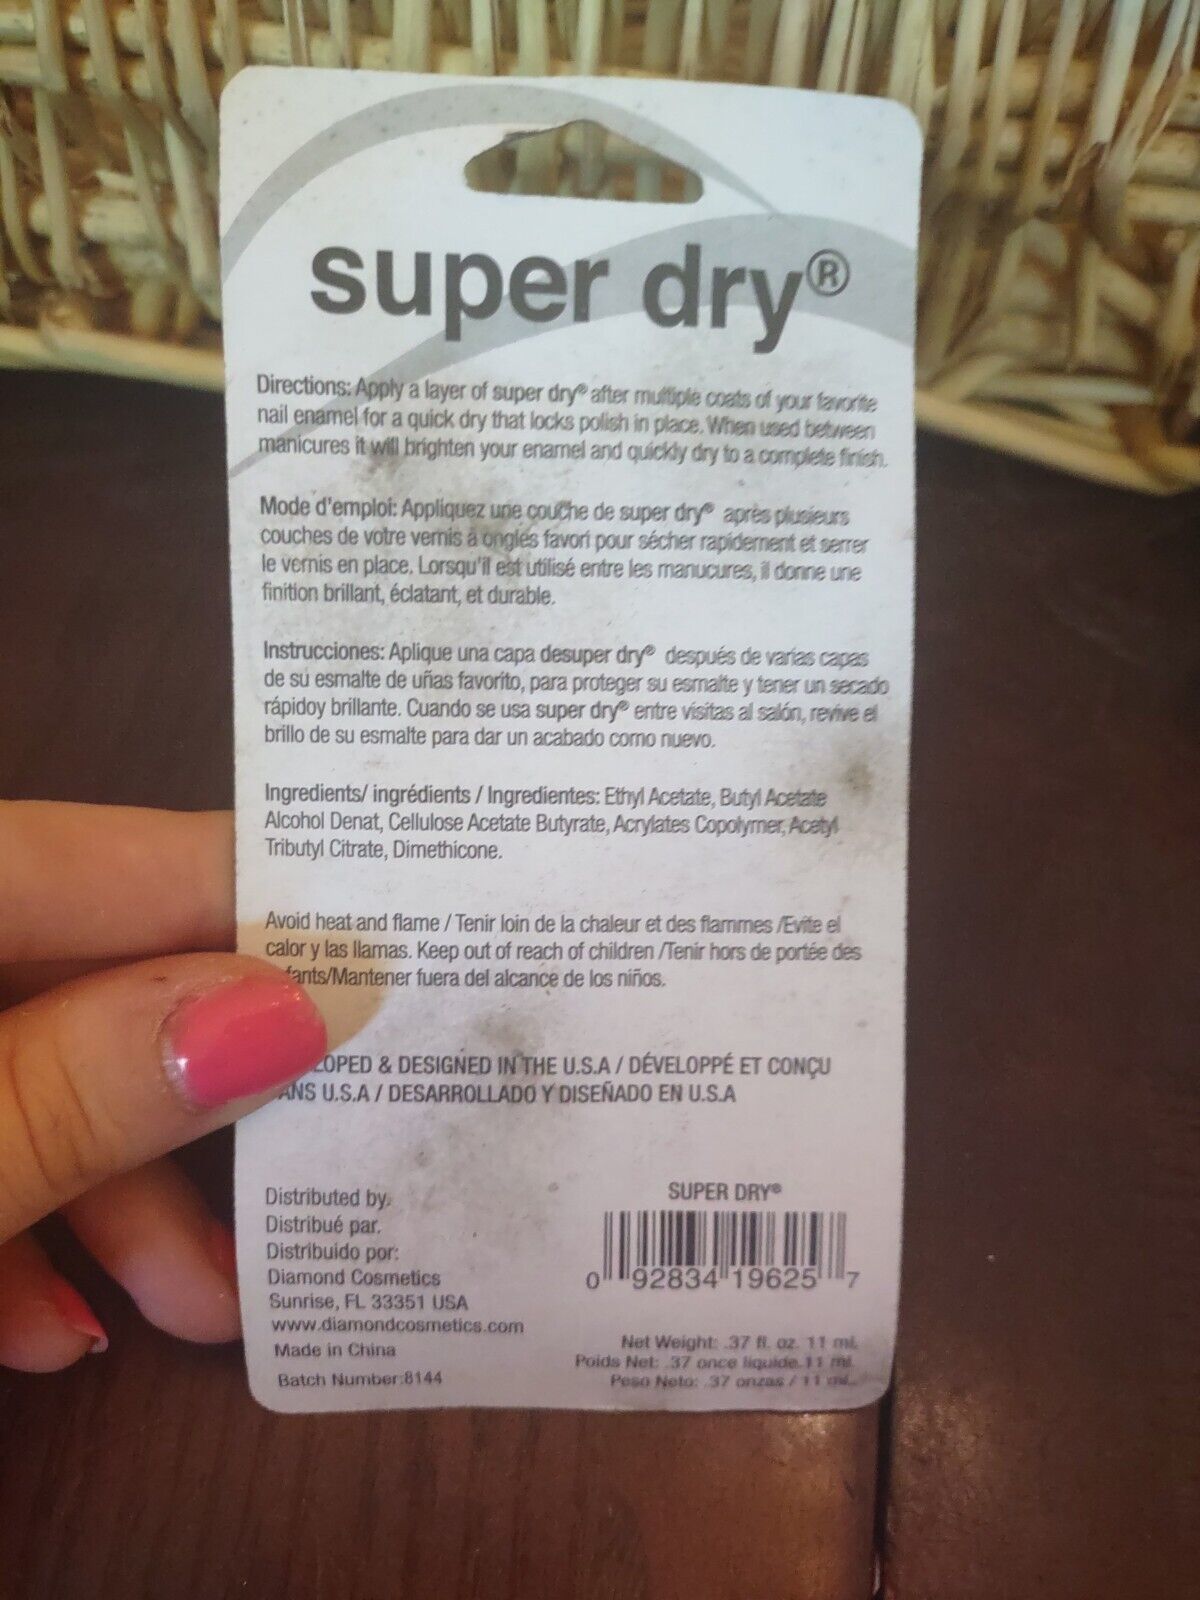 super dry®
Directions: Apply a layer of super dry® after multiple coats of your favorite
nail enamel for a quick dry that locks polish in place. When used between
manicures it will brighten your enamel and quickly dry to a complete finish.
Mode d'emploi: Appliquez une couche de super dry® après plusieurs
couches de votre vernis à ongles favori pour sécher rapidement et serrer
le vernis en place. Lorsqu'il est utilisé entre les manucures, il donne une
finition brillant, éclatant, et durable.
Instrucciones: Aplique una capa desuper dry® después de varias capas
de su esmalte de uñas favorito, para proteger su esmalte y tener un secado
rápidoy brillante. Cuando se usa super dry® entre visitas al salón, revive el
brillo de su esmalte para dar un acabado como nuevo.
Ingredients/ ingrédients / Ingredientes: Ethyl Acetate, Butyl Acetate
Alcohol Denat, Cellulose Acetate Butyrate, Acrylates Copolymer, Acetyl
Tributyl Citrate, Dimethicone.
Avoid heat and flame / Tenir loin de la chaleur et des flammes /Evite el
calor y las llamas. Keep out of reach of children /Tenir hors de portée des
fants/Mantener fuera del alcance de los niños.
LOPED & DESIGNED IN THE U.S.A / DÉVELOPPÉ ET CONÇU
ANS U.S.A / DESARROLLADO Y DISEÑADO EN U.S.A
Distributed by.
Distribué par.
Distribuido por:
Diamond Cosmetics
Sunrise, FL 33351 USA
www.diamondcosmetics.com
Made in China
Batch Number:8144
SUPER DRY®
0 92834 19625 7
Net Weight: .37 fl. oz. 11 ml.
Poids Net: .37 once liquide.11 ml.
Peso Neto: .37 onzas / 11 ml..